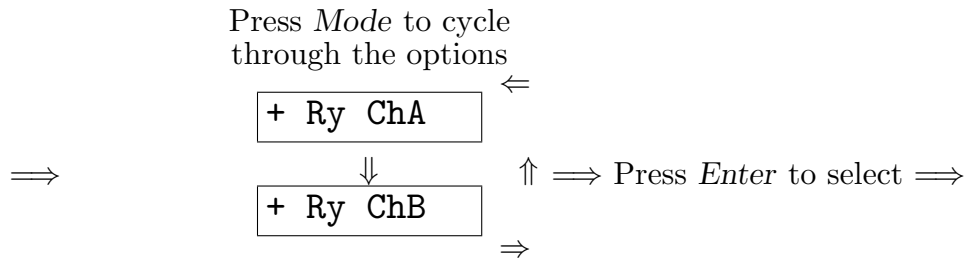 Press Mode to cycle
through the options
⇐
+ Ry ChA
⟹ ⇓ ⇑ ⟹ Press Enter to select ⟹
+ Ry ChB
⇒